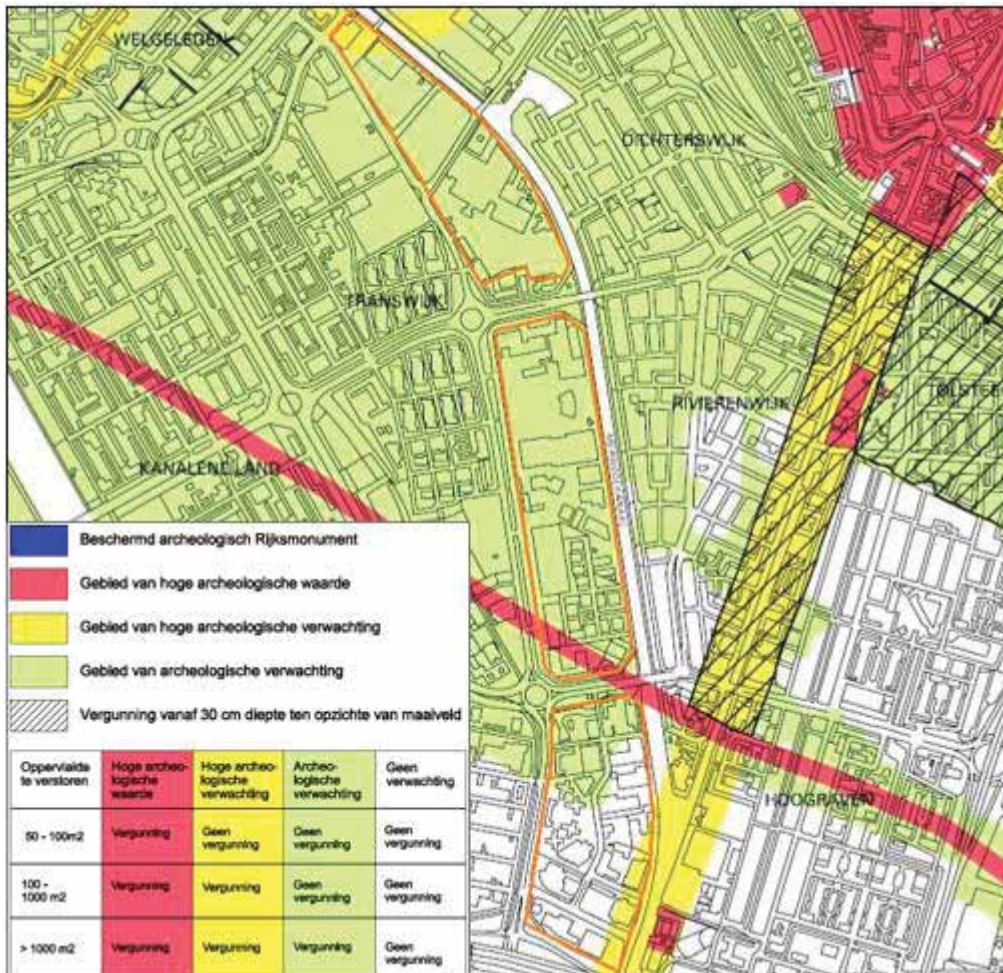 WELGELEGEN
DICHTERSWIJK
TRANSWIJK
RIVIERENWIJK
KANALENEILAND
HOOGRAVEN
Beschermd archeologisch Rijksmonument
Gebied van hoge archeologische waarde
Gebied van hoge archeologische verwachting
Gebied van archeologische verwachting
Vergunning vanaf 30 cm diepte ten opzichte van maaiveld
Oppervlakte
te verstoren
Hoge archeo-
logische
waarde
Hoge archeo-
logische
verwachting
Archeo-
logische
verwachting
Geen
verwachting
50 - 100m2
Vergunning
Geen
vergunning
Geen
vergunning
Geen
vergunning
100 -
1000 m2
Vergunning
Vergunning
Geen
vergunning
Geen
vergunning
> 1000 m2
Vergunning
Vergunning
Vergunning
Geen
vergunning